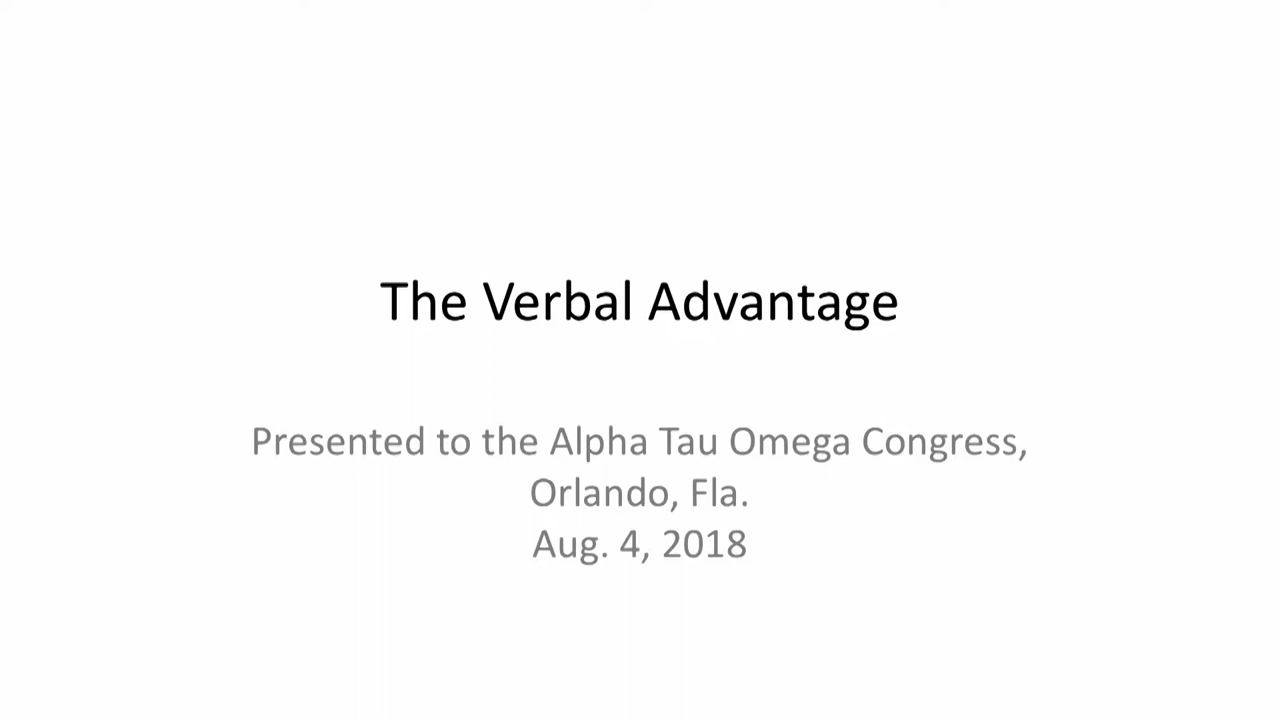 The Verbal Advantage
Presented to the Alpha Tau Omega Congress,
Orlando, Fla.
Aug. 4, 2018